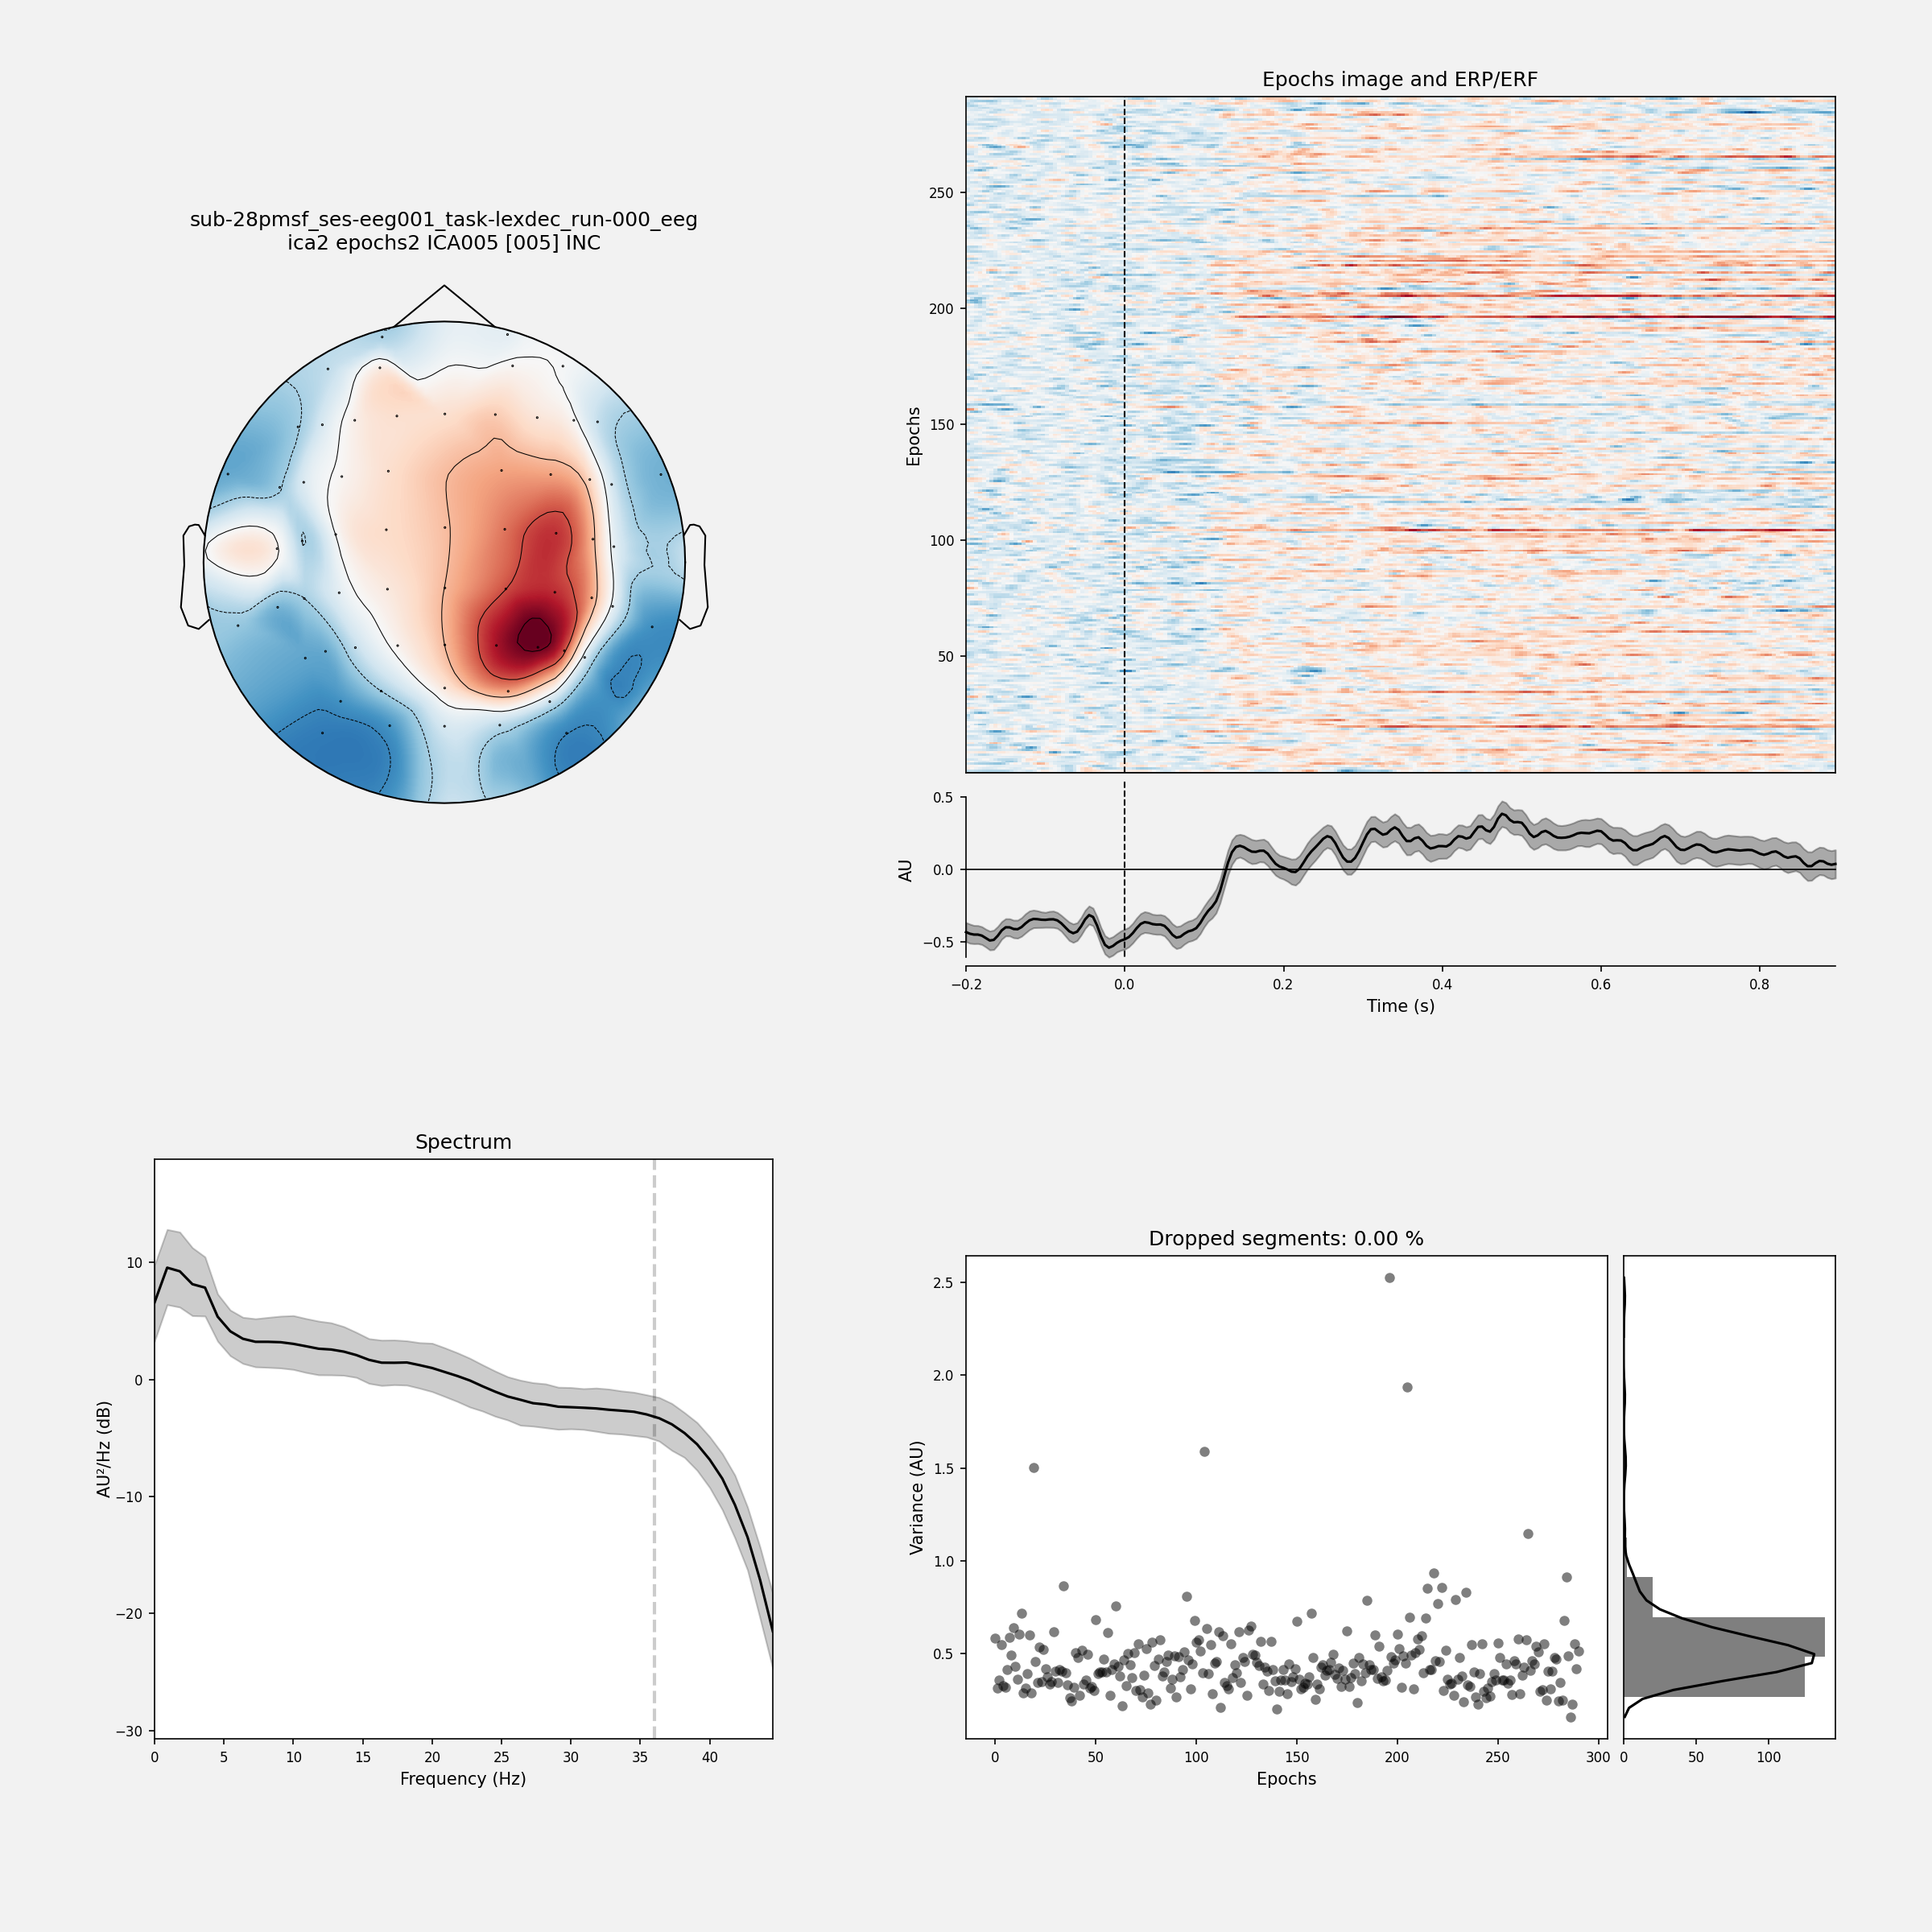 sub-28pmsf_ses-eeg001_task-lexdec_run-000_eeg
ica2 epochs2 ICA005 [005] INC
Epochs image and ERP/ERF
Epochs
250
200
150
100
50
AU
0.5
0.0
−0.5
−0.2 0.0 0.2 0.4 0.6 0.8
Time (s)
Spectrum
AU²/Hz (dB)
10
0
−10
−20
−30
0 5 10 15 20 25 30 35 40
Frequency (Hz)
Dropped segments: 0.00 %
Variance (AU)
2.5
2.0
1.5
1.0
0.5
0 50 100 150 200 250 300
Epochs
0 50 100